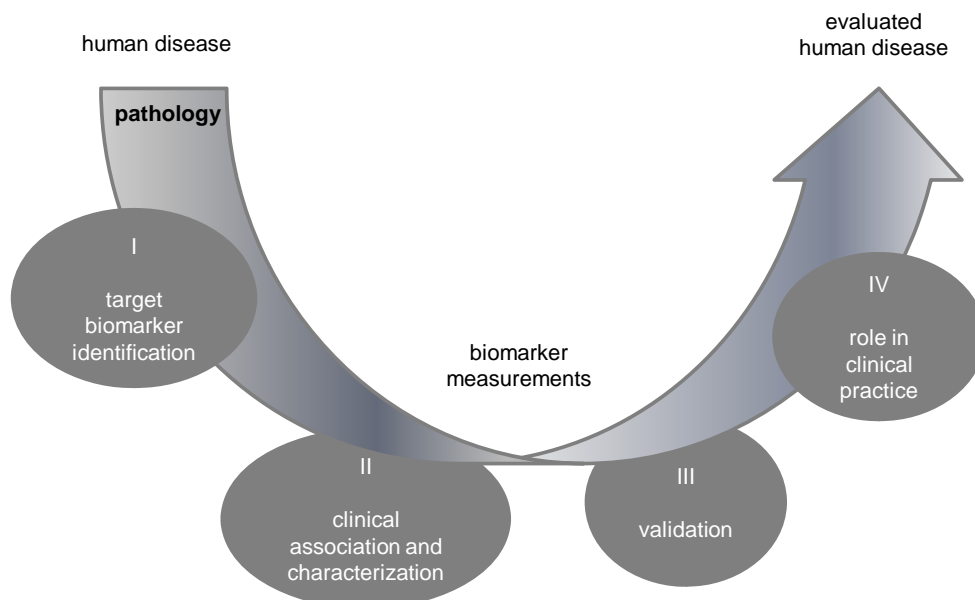 human disease
evaluated
human disease
pathology
I
target
biomarker
identification
biomarker
measurements
IV
role in
clinical
practice
II
clinical
association and
characterization
III
validation